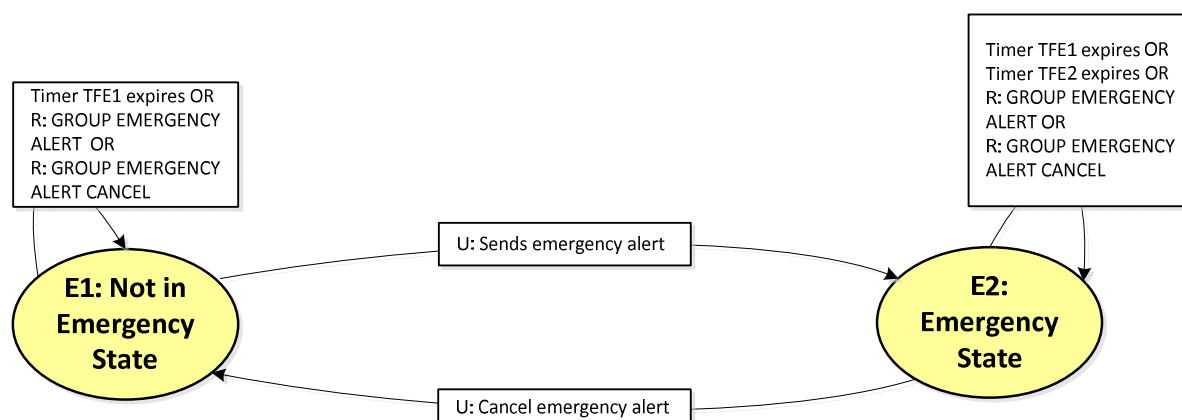 Timer TFE1 expires OR
Timer TFE2 expires OR
R: GROUP EMERGENCY
ALERT OR
R: GROUP EMERGENCY
ALERT CANCEL
Timer TFE1 expires OR
R: GROUP EMERGENCY
ALERT OR
R: GROUP EMERGENCY
ALERT CANCEL
U: Sends emergency alert
E1: Not in
Emergency
State
E2:
Emergency
State
U: Cancel emergency alert